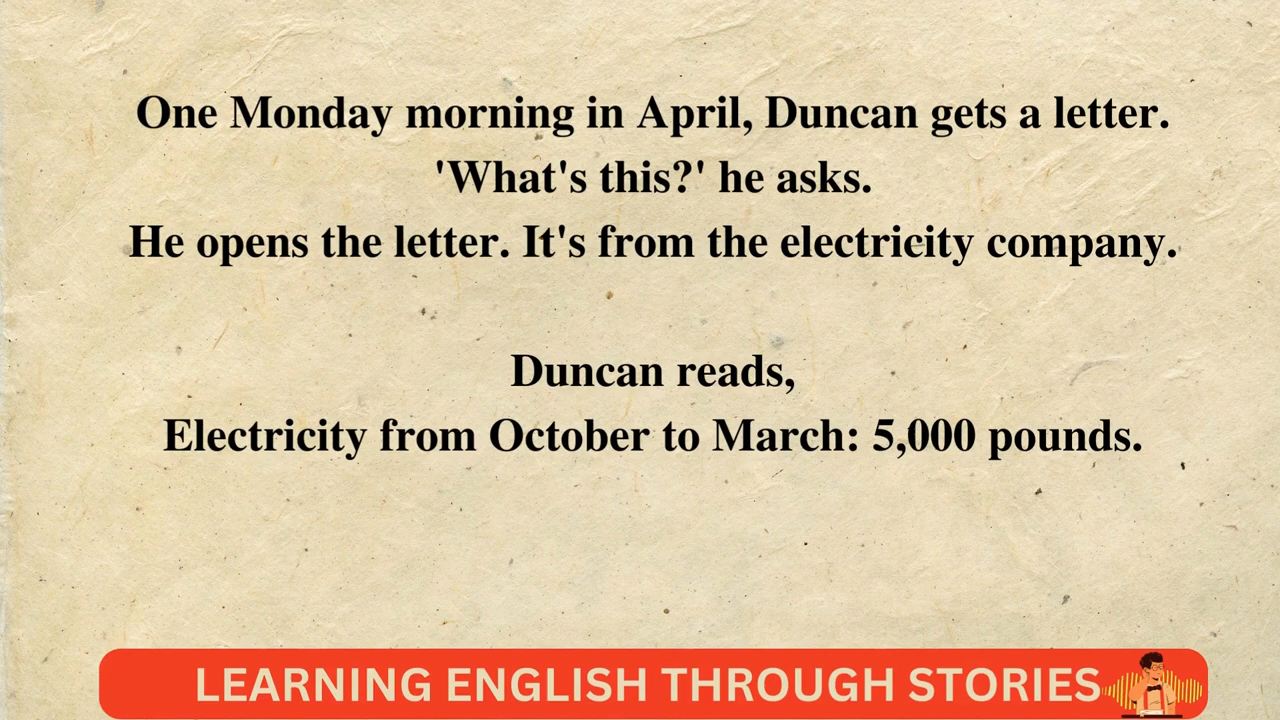 One Monday morning in April, Duncan gets a letter.
'What's this?' he asks.
He opens the letter. It's from the electricity company.
Duncan reads,
Electricity from October to March: 5,000 pounds.
LEARNING ENGLISH THROUGH STORIES